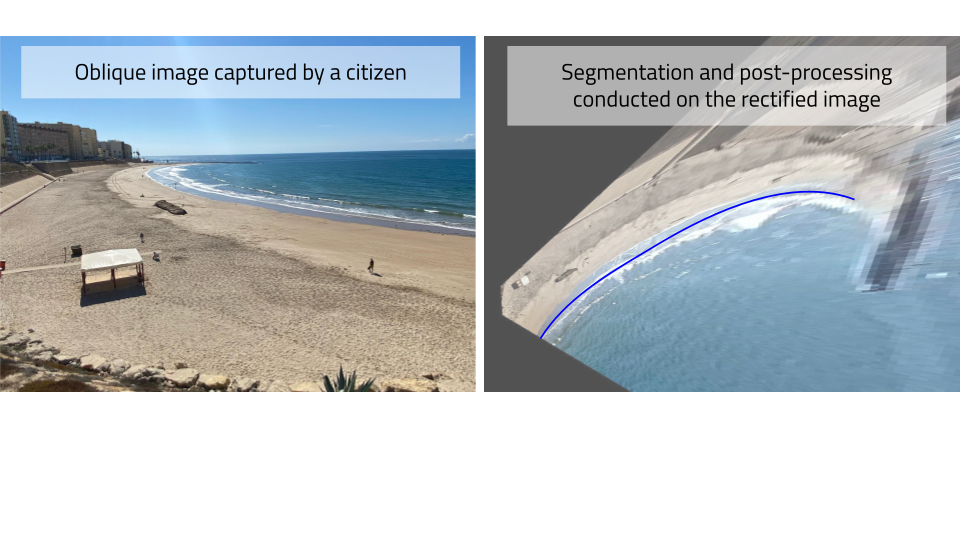 Oblique image captured by a citizen
Segmentation and post-processing
conducted on the rectified image